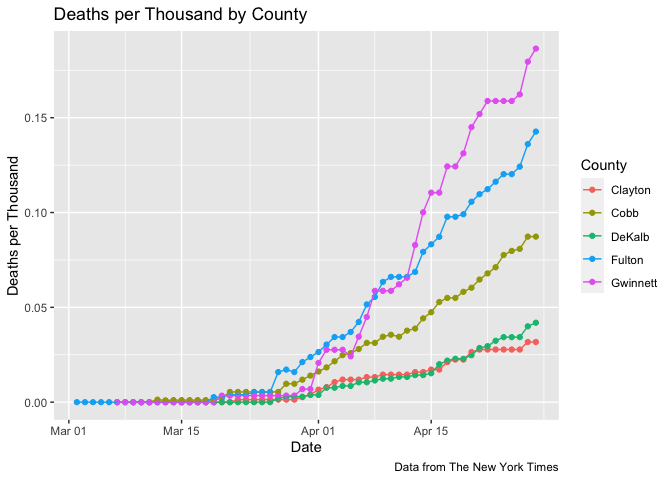 Deaths per Thousand by County
Deaths per Thousand
0.15
0.10
0.05
0.00
Mar 01
Mar 15
Apr 01
Apr 15
Date
County
Clayton
Cobb
DeKalb
Fulton
Gwinnett
Data from The New York Times